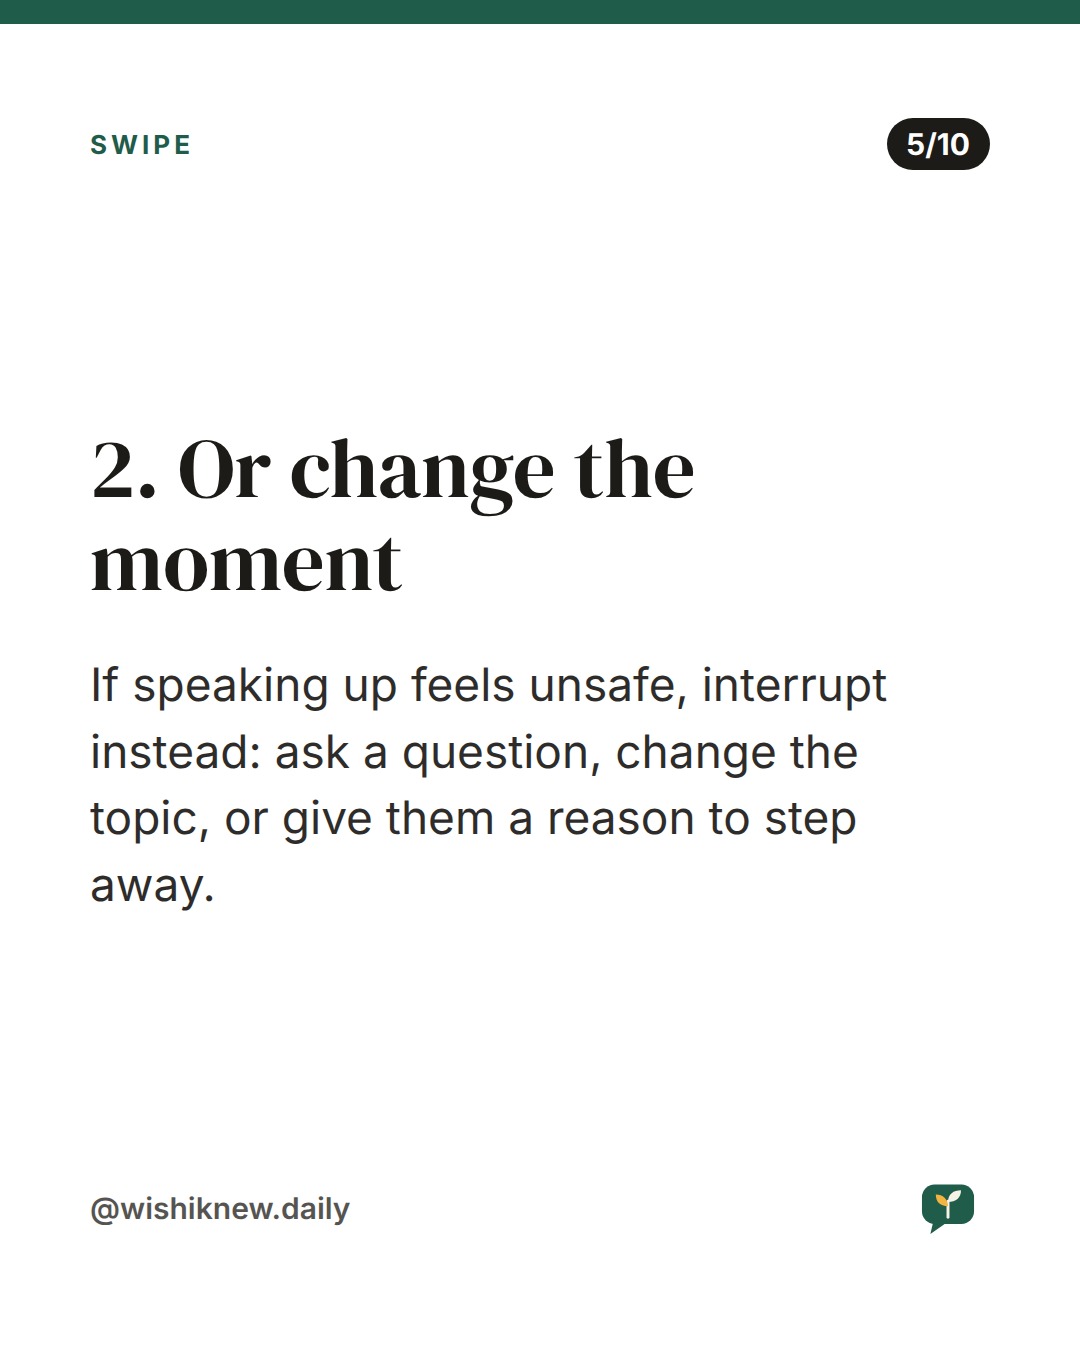 SWIPE
5/10
2. Or change the
moment
If speaking up feels unsafe, interrupt
instead: ask a question, change the
topic, or give them a reason to step
away.
@wishiknew.daily